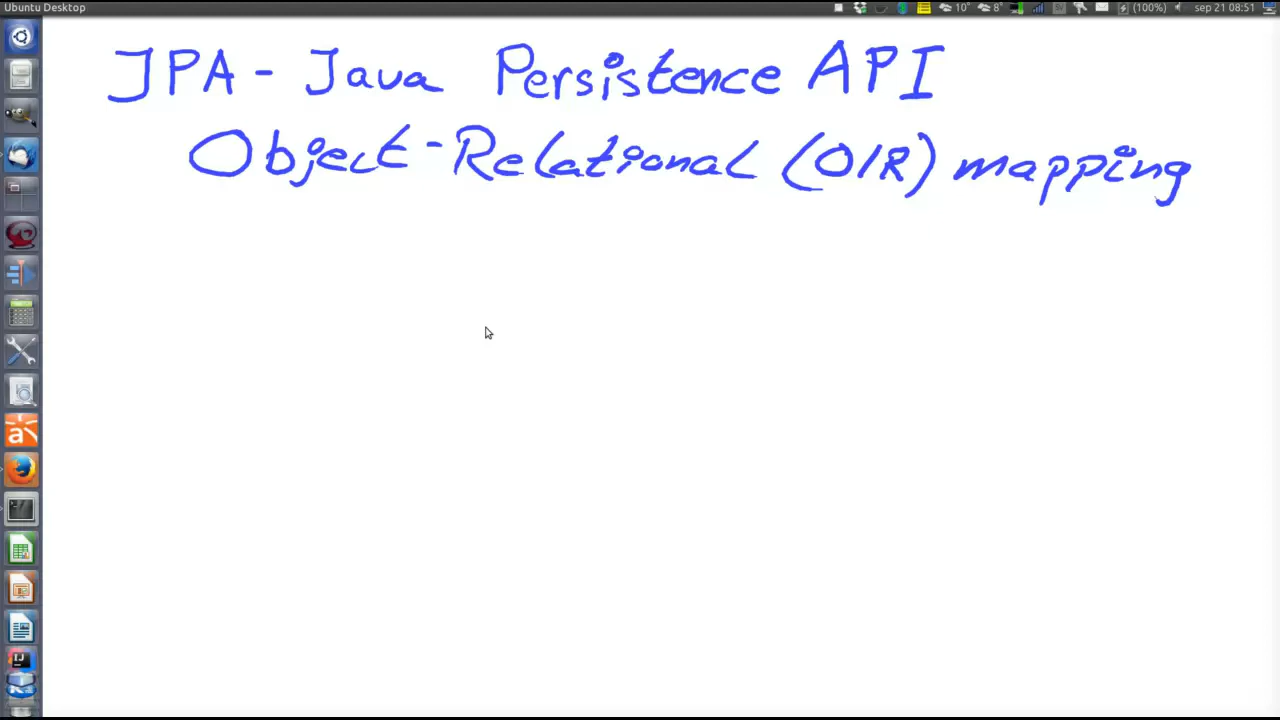 Ubuntu Desktop 10° 8° (100%) sep 21 08:51
JPA - Java Persistence API
Object-Relational (O/R) mapping